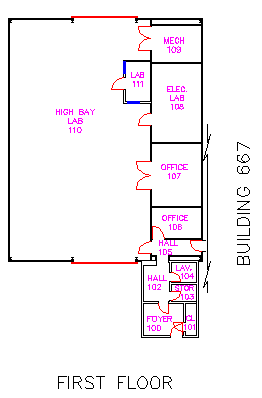 MECH
109
LAB
111
ELEC.
LAB
108
HIGH BAY
LAB
110
OFFICE
107
BUILDING 667
OFFICE
106
HALL
105
LAV.
104
HALL
102
STOR
103
FOYER
100
CL
101
FIRST FLOOR